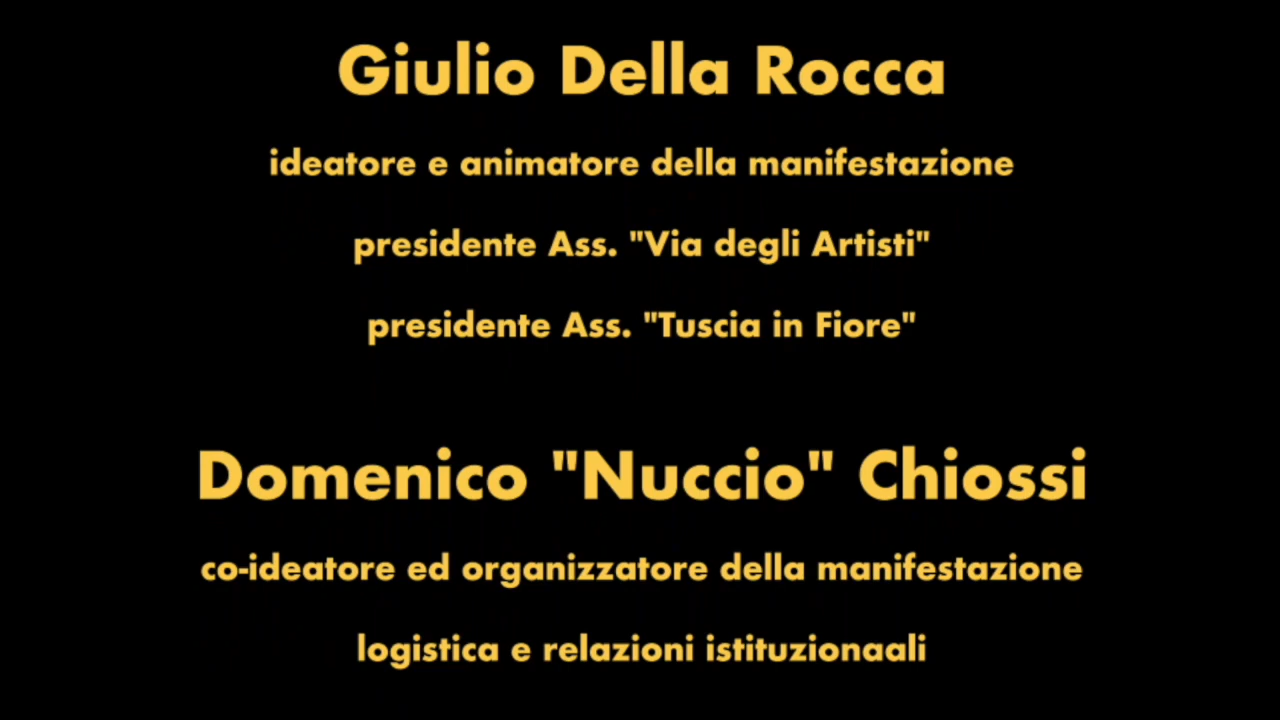 Giulio Della Rocca
ideatore e animatore della manifestazione
presidente Ass. "Via degli Artisti"
presidente Ass. "Tuscia in Fiore"
Domenico "Nuccio" Chiossi
co-ideatore ed organizzatore della manifestazione
logistica e relazioni istituzionaali